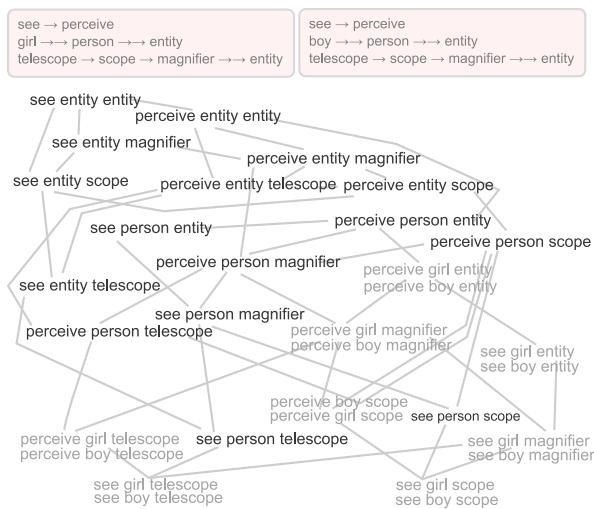 see → perceive
girl →→ person →→ entity
telescope → scope → magnifier →→ entity
see → perceive
boy →→ person →→ entity
telescope → scope → magnifier →→ entity
see entity entity
perceive entity entity
see entity magnifier
perceive entity magnifier
see entity scope
perceive entity telescope
perceive entity scope
see person entity
perceive person entity
perceive person scope
perceive person magnifier
perceive girl entity
perceive boy entity
see entity telescope
see person magnifier
perceive person telescope
perceive girl magnifier
perceive boy magnifier
see girl entity
see boy entity
perceive boy scope
perceive girl scope
see person scope
perceive girl telescope
perceive boy telescope
see person telescope
see girl magnifier
see boy magnifier
see girl telescope
see boy telescope
see girl scope
see boy scope